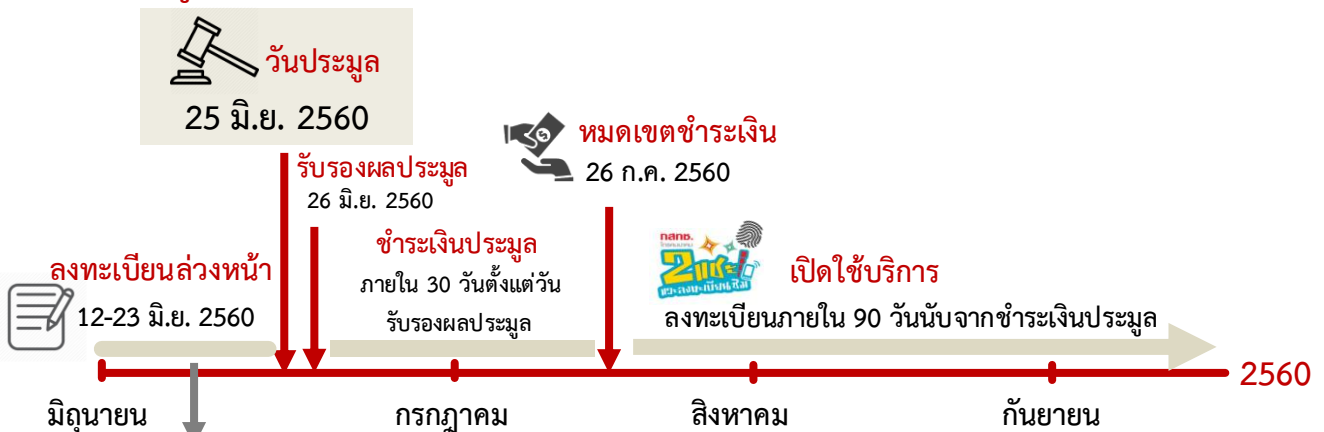 วันประมูล
25 มิ.ย. 2560
หมดเขตชำระเงิน
26 ก.ค. 2560
รับรองผลประมูล
26 มิ.ย. 2560
ชำระเงินประมูล
ภายใน 30 วันตั้งแต่วัน
รับรองผลประมูล
ลงทะเบียนล่วงหน้า
12-23 มิ.ย. 2560
กสทช.
2แชะ
เปิดใช้บริการ
ลงทะเบียนภายใน 90 วันนับจากชำระเงินประมูล
2560
มิถุนายน
กรกฎาคม
สิงหาคม
กันยายน